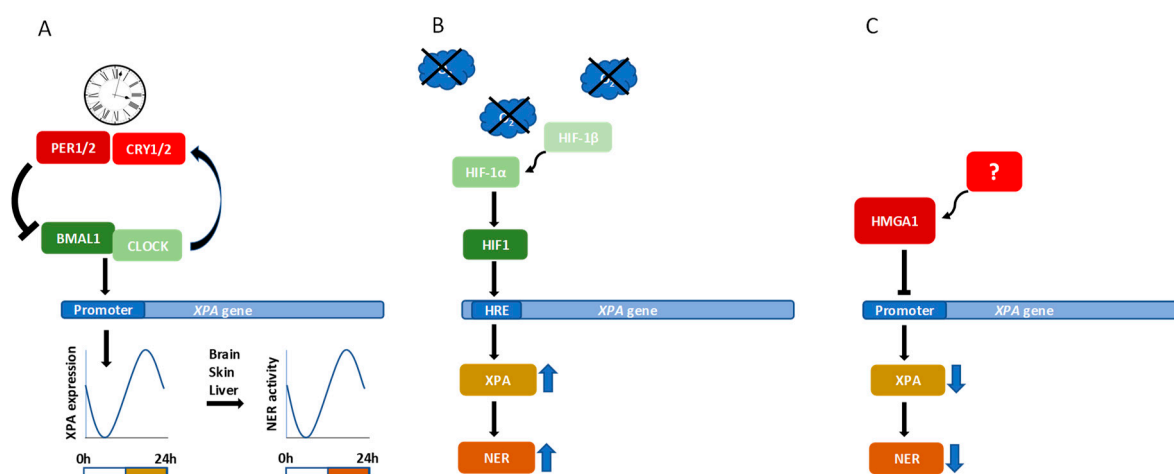 A
PER1/2 CRY1/2
BMAL1
CLOCK
Promoter XPA gene
XPA expression
0h 24h
Brain
Skin
Liver
NER activity
0h 24h
B
O2
O2
HIF-1β
HIF-1α
HIF1
HRE XPA gene
XPA
NER
C
?
HMGA1
Promoter XPA gene
XPA
NER